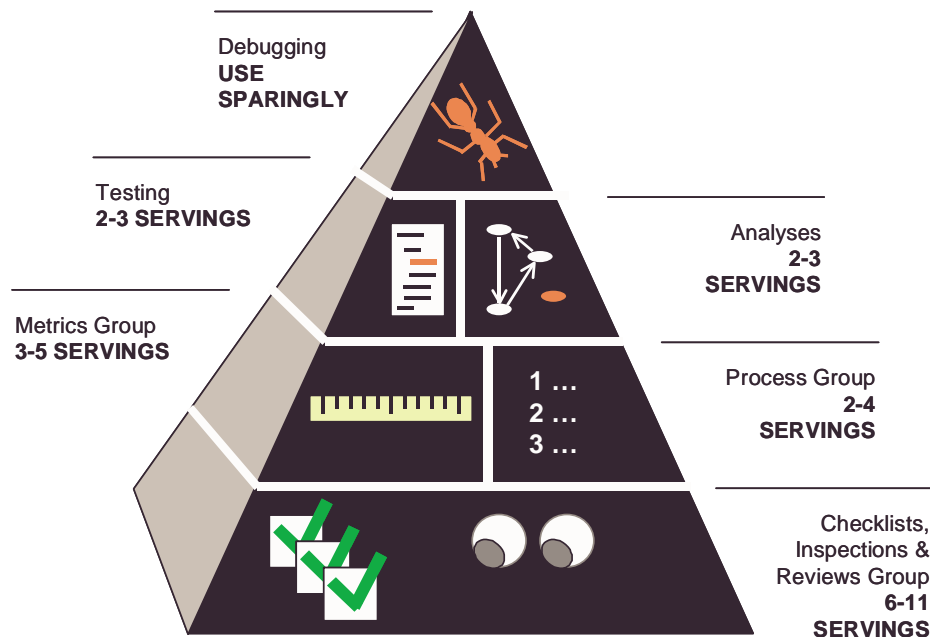 Debugging
USE
SPARINGLY
Testing
2-3 SERVINGS
Analyses
2-3
SERVINGS
Metrics Group
3-5 SERVINGS
Process Group
2-4
SERVINGS
1 ...
2 ...
3 ...
Checklists,
Inspections &
Reviews Group
6-11
SERVINGS